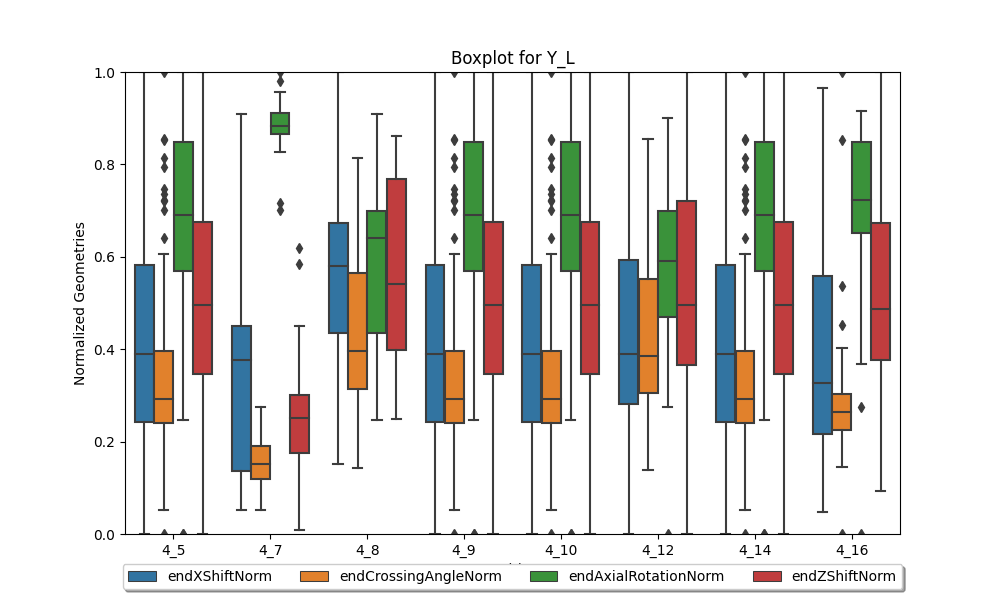 Boxplot for Y_L
Normalized Geometries
1.0
0.8
0.6
0.4
0.2
0.0
4_5 4_7 4_8 4_9 4_10 4_12 4_14 4_16
endXShiftNorm endCrossingAngleNorm endAxialRotationNorm endZShiftNorm